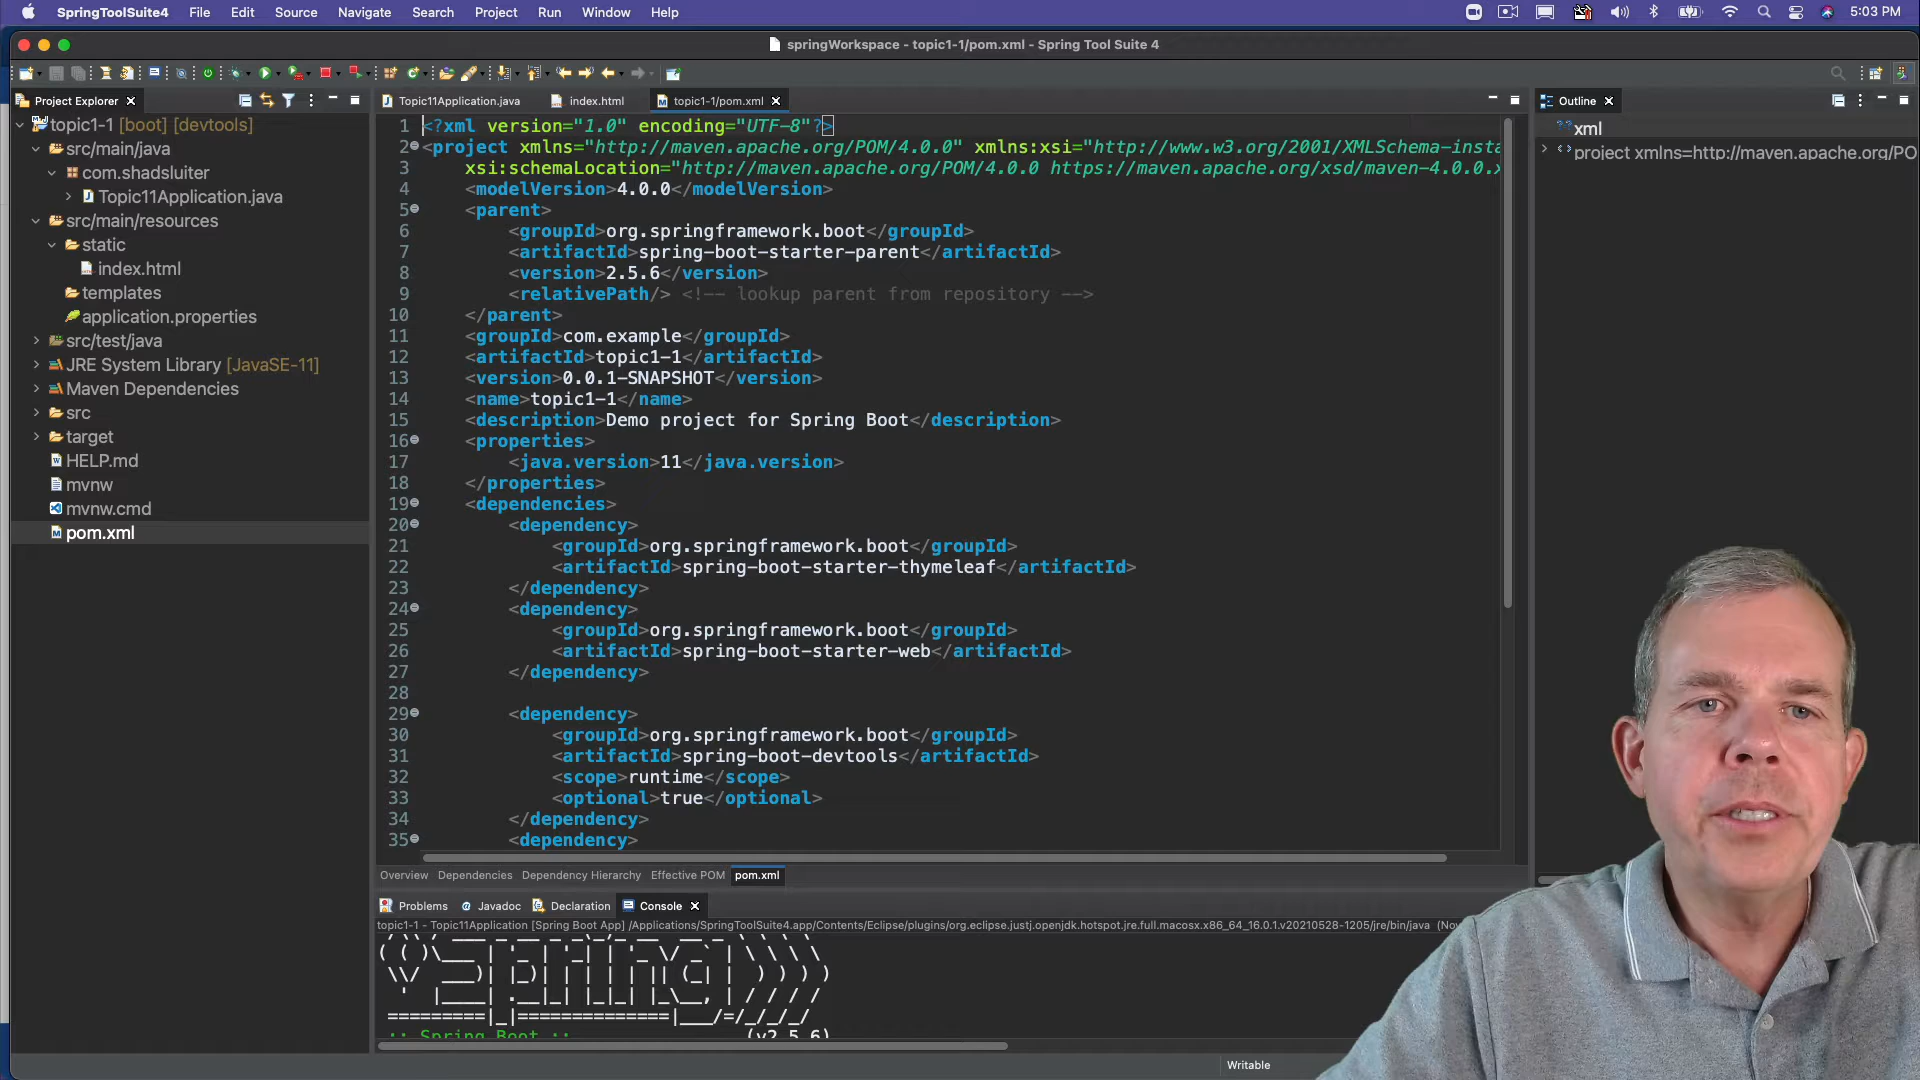 SpringToolSuite4 File Edit Source Navigate Search Project Run Window Help 5:03 PM
springWorkspace - topic1-1/pom.xml - Spring Tool Suite 4
Project Explorer
topic1-1 [boot] [devtools]
src/main/java
com.shadsluiter
Topic11Application.java
src/main/resources
static
index.html
templates
application.properties
src/test/java
JRE System Library [JavaSE-11]
Maven Dependencies
src
target
HELP.md
mvnw
mvnw.cmd
pom.xml
Topic11Application.java index.html topic1-1/pom.xml
1 <?xml version="1.0" encoding="UTF-8"?>
2 <project xmlns="http://maven.apache.org/POM/4.0.0" xmlns:xsi="http://www.w3.org/2001/XMLSchema-insta
3 xsi:schemaLocation="http://maven.apache.org/POM/4.0.0 https://maven.apache.org/xsd/maven-4.0.0.x
4 <modelVersion>4.0.0</modelVersion>
5 <parent>
6 <groupId>org.springframework.boot</groupId>
7 <artifactId>spring-boot-starter-parent</artifactId>
8 <version>2.5.6</version>
9 <relativePath/> <!-- lookup parent from repository -->
10 </parent>
11 <groupId>com.example</groupId>
12 <artifactId>topic1-1</artifactId>
13 <version>0.0.1-SNAPSHOT</version>
14 <name>topic1-1</name>
15 <description>Demo project for Spring Boot</description>
16 <properties>
17 <java.version>11</java.version>
18 </properties>
19 <dependencies>
20 <dependency>
21 <groupId>org.springframework.boot</groupId>
22 <artifactId>spring-boot-starter-thymeleaf</artifactId>
23 </dependency>
24 <dependency>
25 <groupId>org.springframework.boot</groupId>
26 <artifactId>spring-boot-starter-web</artifactId>
27 </dependency>
28
29 <dependency>
30 <groupId>org.springframework.boot</groupId>
31 <artifactId>spring-boot-devtools</artifactId>
32 <scope>runtime</scope>
33 <optional>true</optional>
34 </dependency>
35 <dependency>
Overview Dependencies Dependency Hierarchy Effective POM pom.xml
Problems Javadoc Declaration Console
topic1-1 - Topic11Application [Spring Boot App] /Applications/SpringToolSuite4.app/Contents/Eclipse/plugins/org.eclipse.justj.openjdk.hotspot.jre.full.macosx.x86_64_16.0.1.v20210528-1205/jre/bin/java (No
:: Spring Boot :: (v2.5.6)
Writable
Outline
xml
project xmlns=http://maven.apache.org/PO